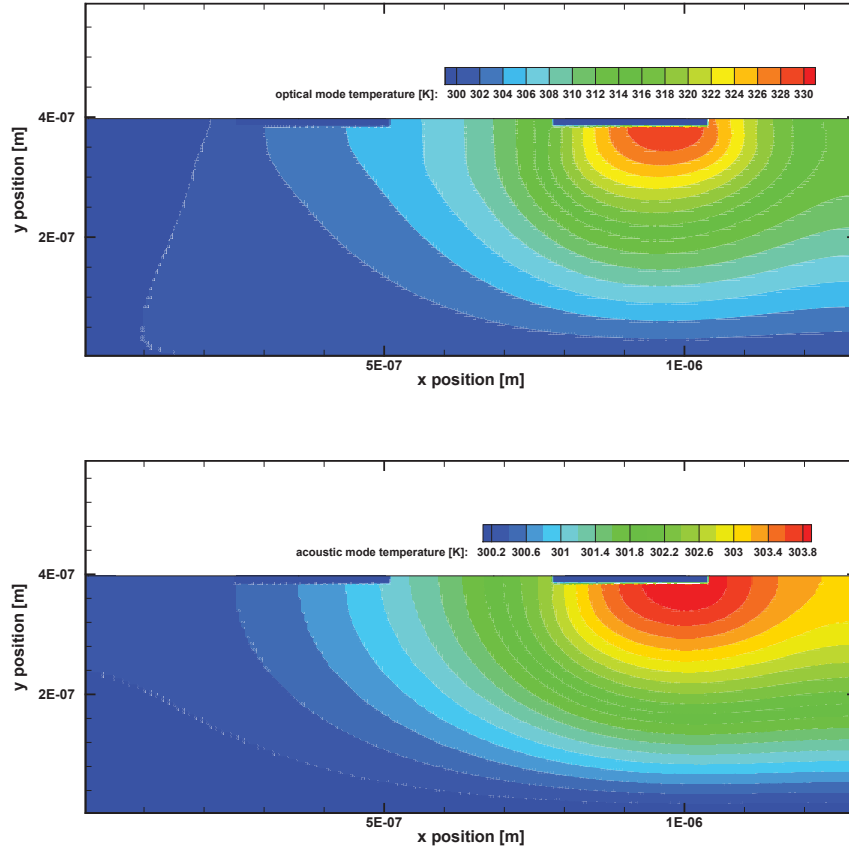 optical mode temperature [K]: 300 302 304 306 308 310 312 314 316 318 320 322 324 326 328 330
4E-07
y position [m]
2E-07
5E-07 1E-06
x position [m]
acoustic mode temperature [K]: 300.2 300.6 301 301.4 301.8 302.2 302.6 303 303.4 303.8
4E-07
y position [m]
2E-07
5E-07 1E-06
x position [m]